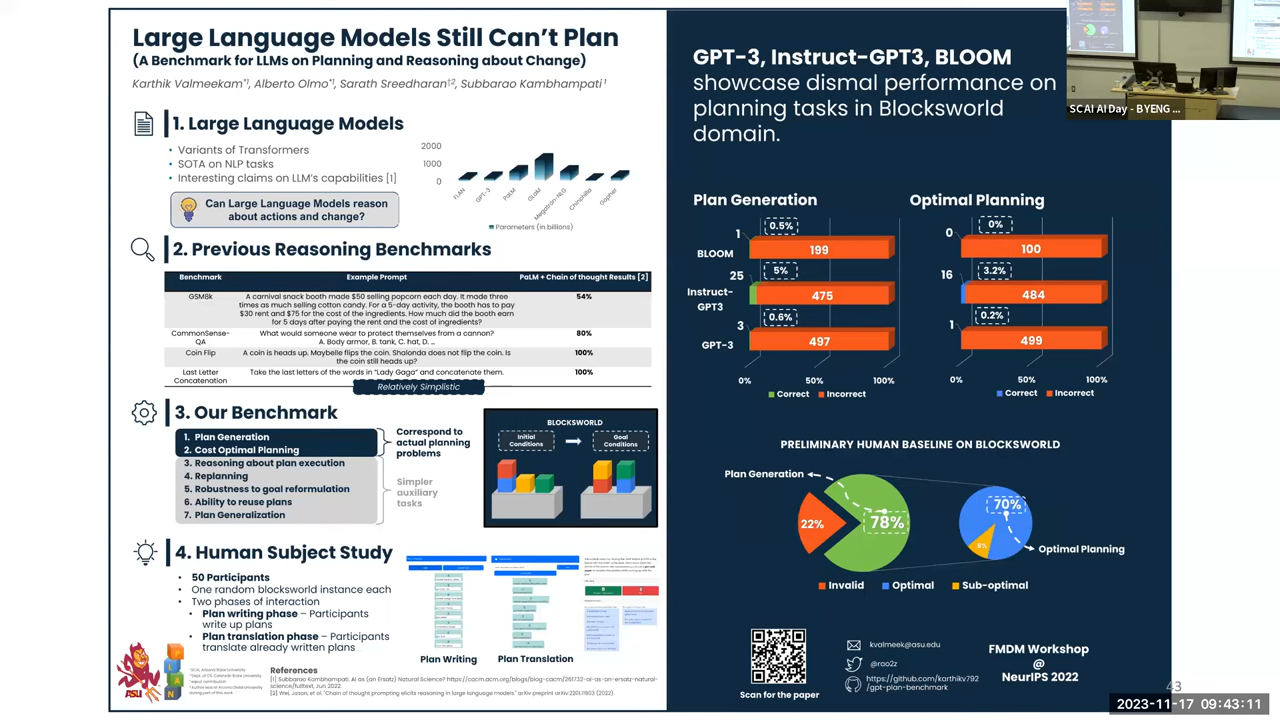 Large Language Models Still Can't Plan
(A Benchmark for LLMs on Planning and Reasoning about Change)
Karthik Valmeekam*¹, Alberto Olmo*¹, Sarath Sreedharan†², Subbarao Kambhampati¹
1. Large Language Models
• Variants of Transformers
• SOTA on NLP tasks
• Interesting claims on LLM's capabilities [1]
Can Large Language Models reason
about actions and change?
2000
1000
0
FLAN
GPT-3
PaLM
GLaM
Megatron-NLG
Chinchilla
Gopher
Parameters (in billions)
2. Previous Reasoning Benchmarks
Benchmark Example Prompt PaLM + Chain of thought Results [2]
GSM8k A carnival snack booth made $50 selling popcorn each day. It made three 54%
times as much selling cotton candy. For a 5-day activity, the booth has to pay
$30 rent and $75 for the cost of the ingredients. How much did the booth earn
for 5 days after paying the rent and the cost of ingredients?
CommonSense- What would someone wear to protect themselves from a cannon? 80%
QA A. Body armor, B. tank, C. hat, D. ...
Coin Flip A coin is heads up. Maybelle flips the coin. Shalonda does not flip the coin. Is 100%
the coin still heads up?
Last Letter Take the last letters of the words in "Lady Gaga" and concatenate them. 100%
Concatenation
Relatively Simplistic
3. Our Benchmark
1. Plan Generation
2. Cost Optimal Planning
3. Reasoning about plan execution
4. Replanning
5. Robustness to goal reformulation
6. Ability to reuse plans
7. Plan Generalization
Correspond to
actual planning
problems
Simpler
auxiliary
tasks
BLOCKSWORLD
Initial
Conditions
Goal
Conditions
4. Human Subject Study
• 50 Participants
• One random blocksworld instance each
• Two phases of interaction
• Plan writing phase – Participants
write up plans
• Plan translation phase – Participants
translate already written plans
Plan Writing
Plan Translation
ASU
References
[1] Subbarao Kambhampati. AI as (an Ersatz) Natural Science? https://cacm.acm.org/blogs/blog-cacm/261732-ai-as-an-ersatz-natural-
science/fulltext, Jun 2022.
[2] Wei, Jason, et al. "Chain of thought prompting elicits reasoning in large language models." arXiv preprint arXiv:2201.11903 (2022).
GPT-3, Instruct-GPT3, BLOOM
showcase dismal performance on
planning tasks in Blocksworld
domain.
Plan Generation
1 0.5%
BLOOM 199
25 5%
Instruct-
GPT3 475
3 0.6%
GPT-3 497
0% 50% 100%
Correct Incorrect
Optimal Planning
0 0%
100
16 3.2%
484
1 0.2%
499
0% 50% 100%
Correct Incorrect
PRELIMINARY HUMAN BASELINE ON BLOCKSWORLD
Plan Generation
22%
78%
70%
8%
Optimal Planning
Invalid Optimal Sub-optimal
Scan for the paper
kvalmeek@asu.edu
@rao2z
https://github.com/karthikv792
/gpt-plan-benchmark
FMDM Workshop
@
NeurIPS 2022
43
SCAI AI Day - BYENG ...
2023-11-17 09:43:11